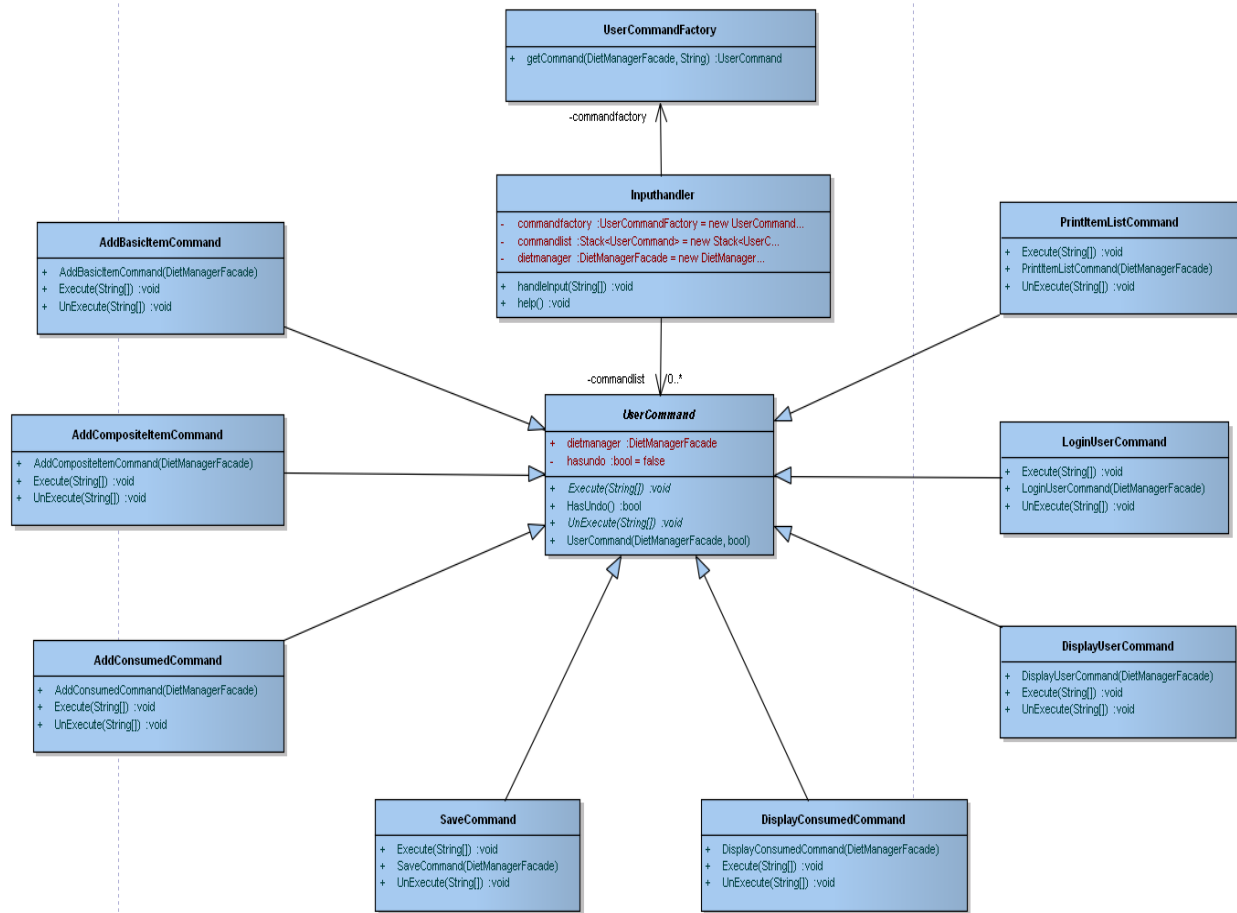 UserCommandFactory
+ getCommand(DietManagerFacade, String) :UserCommand
-commandfactory
Inputhandler
- commandfactory :UserCommandFactory = new UserCommand...
- commandlist :Stack<UserCommand> = new Stack<UserC...
- dietmanager :DietManagerFacade = new DietManager...
+ handleInput(String[]) :void
+ help() :void
AddBasicItemCommand
+ AddBasicItemCommand(DietManagerFacade)
+ Execute(String[]) :void
+ UnExecute(String[]) :void
PrintItemListCommand
+ Execute(String[]) :void
+ PrintItemListCommand(DietManagerFacade)
+ UnExecute(String[]) :void
-commandlist
/0..*
UserCommand
+ dietmanager :DietManagerFacade
- hasundo :bool = false
+ Execute(String[]) :void
+ HasUndo() :bool
+ UnExecute(String[]) :void
+ UserCommand(DietManagerFacade, bool)
AddCompositeItemCommand
+ AddCompositeItemCommand(DietManagerFacade)
+ Execute(String[]) :void
+ UnExecute(String[]) :void
LoginUserCommand
+ Execute(String[]) :void
+ LoginUserCommand(DietManagerFacade)
+ UnExecute(String[]) :void
AddConsumedCommand
+ AddConsumedCommand(DietManagerFacade)
+ Execute(String[]) :void
+ UnExecute(String[]) :void
DisplayUserCommand
+ DisplayUserCommand(DietManagerFacade)
+ Execute(String[]) :void
+ UnExecute(String[]) :void
SaveCommand
+ Execute(String[]) :void
+ SaveCommand(DietManagerFacade)
+ UnExecute(String[]) :void
DisplayConsumedCommand
+ DisplayConsumedCommand(DietManagerFacade)
+ Execute(String[]) :void
+ UnExecute(String[]) :void